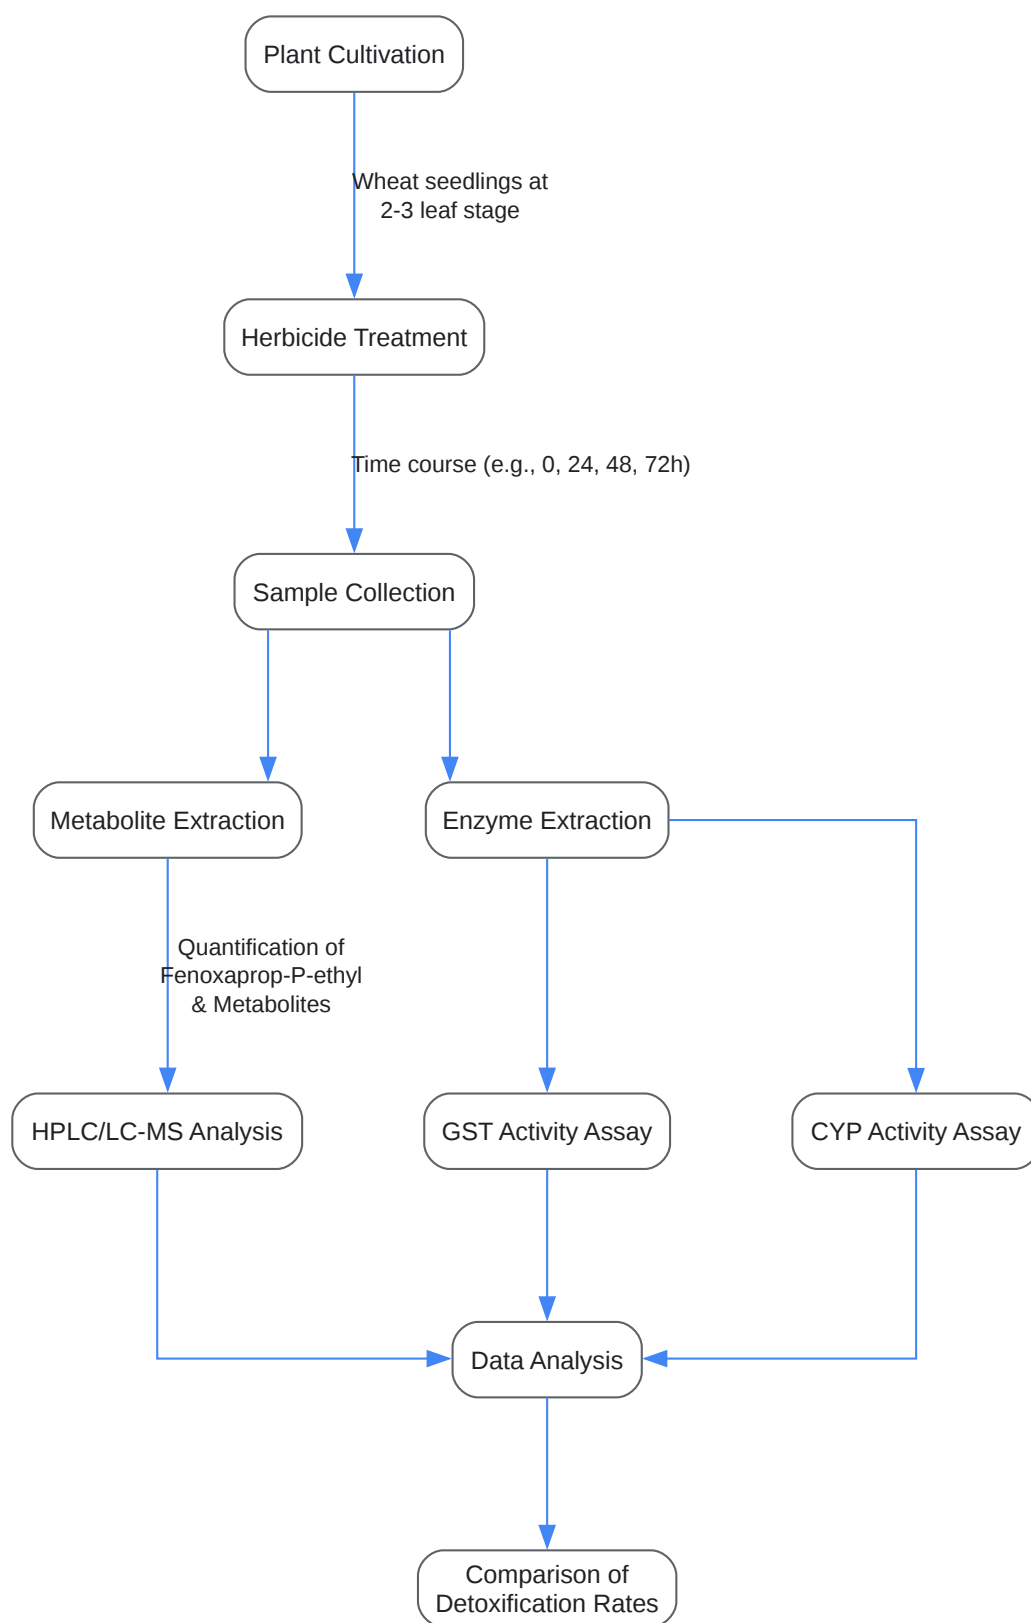 Plant Cultivation
Wheat seedlings at
2-3 leaf stage
Herbicide Treatment
Time course (e.g., 0, 24, 48, 72h)
Sample Collection
Metabolite Extraction
Enzyme Extraction
Quantification of
Fenoxaprop-P-ethyl
& Metabolites
HPLC/LC-MS Analysis
GST Activity Assay
CYP Activity Assay
Data Analysis
Comparison of
Detoxification Rates